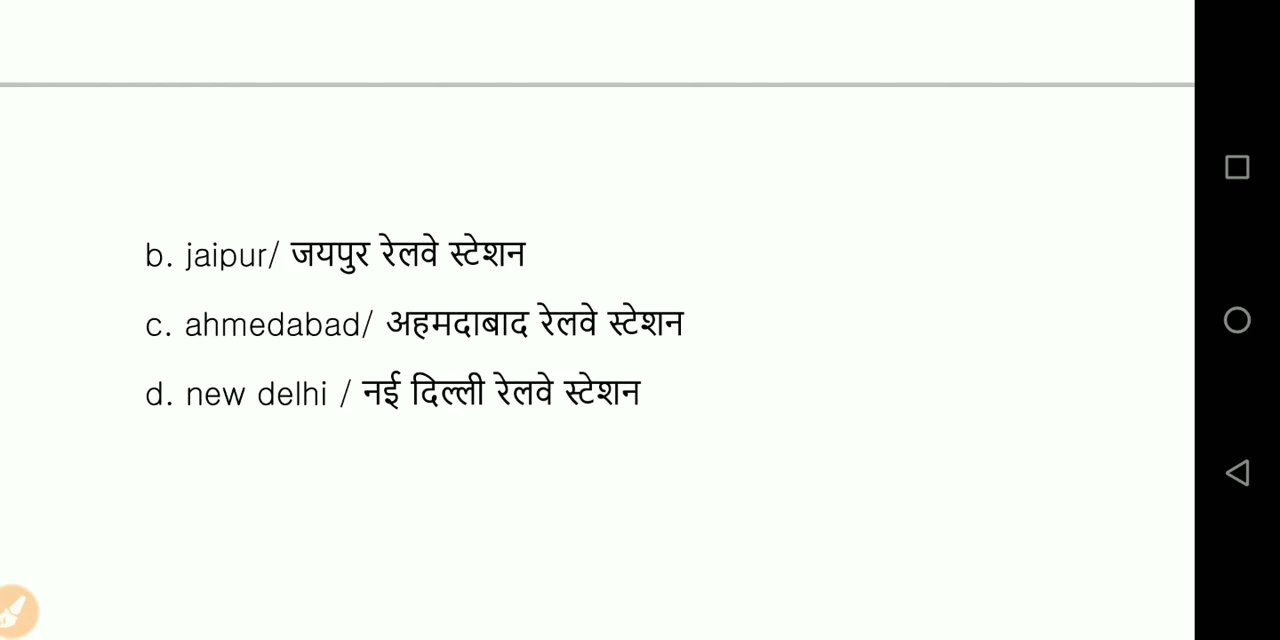 b. jaipur/ जयपुर रेलवे स्टेशन
c. ahmedabad/ अहमदाबाद रेलवे स्टेशन
d. new delhi / नई दिल्ली रेलवे स्टेशन